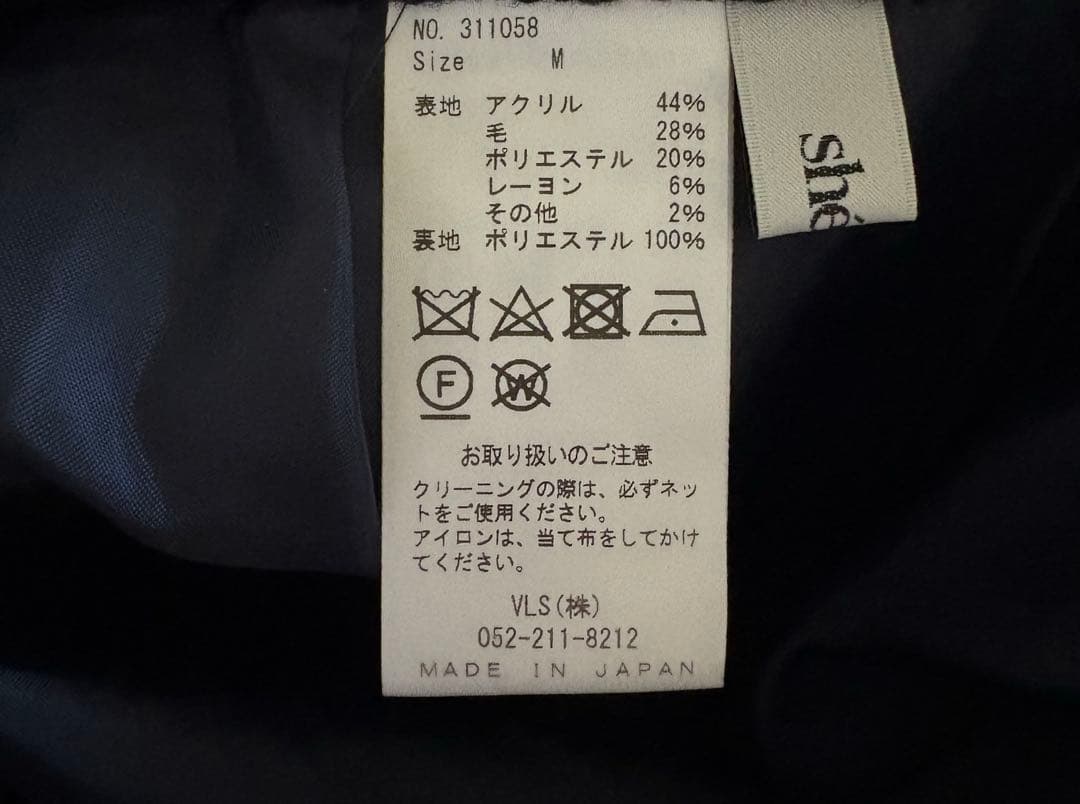 NO. 311058
Size M
表地 アクリル 44%
毛 28%
ポリエステル 20%
レーヨン 6%
その他 2%
裏地 ポリエステル 100%
F
W
お取り扱いのご注意
クリーニングの際は、必ずネッ
トをご使用ください。
アイロンは、当て布をしてかけ
てください。
VLS(株)
052-211-8212
MADE IN JAPAN
shé